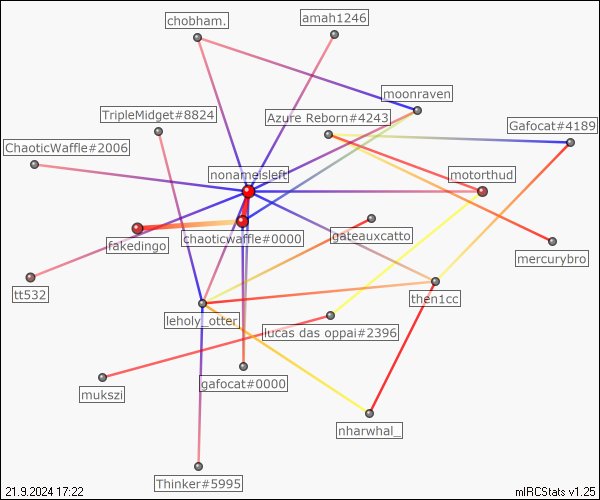 chobham.
amah1246
moonraven
TripleMidget#8824
Azure Reborn#4243
Gafocat#4189
ChaoticWaffle#2006
nonameisleft
motorthud
fakedingo
chaoticwaffle#0000
gateauxcatto
mercurybro
tt532
then1cc
leholy_otter
lucas das oppai#2396
mukszi
gafocat#0000
nharwhal_
Thinker#5995
21.9.2024 17:22
mIRCStats v1.25